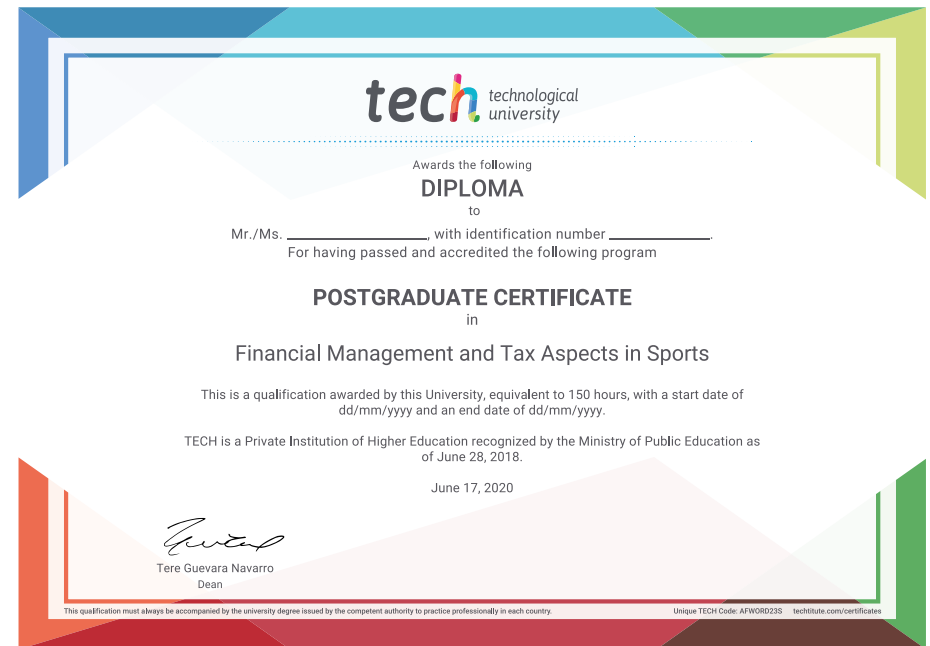 tech technological
university
Awards the following
DIPLOMA
to
Mr./Ms. ____________________, with identification number ______________.
For having passed and accredited the following program
POSTGRADUATE CERTIFICATE
in
Financial Management and Tax Aspects in Sports
This is a qualification awarded by this University, equivalent to 150 hours, with a start date of
dd/mm/yyyy and an end date of dd/mm/yyyy.
TECH is a Private Institution of Higher Education recognized by the Ministry of Public Education as
of June 28, 2018.
June 17, 2020
Tere Guevara Navarro
Dean
This qualification must always be accompanied by the university degree issued by the competent authority to practice professionally in each country.
Unique TECH Code: AFWORD23S techtitute.com/certificates